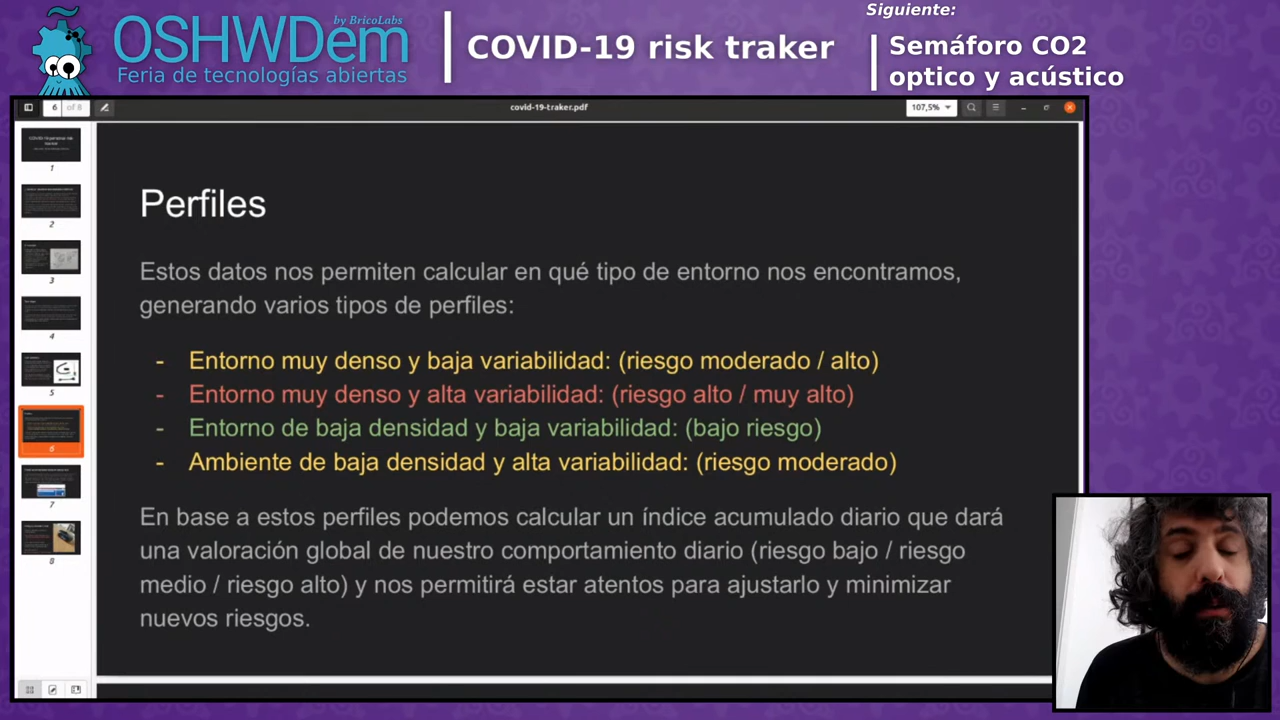 by BricoLabs
OSHWDem
Feria de tecnologías abiertas
COVID-19 risk traker
Siguiente:
Semáforo CO2
optico y acústico
6 of 8
covid-19-traker.pdf
107,5%
1
2
3
4
5
6
7
8
Perfiles
Estos datos nos permiten calcular en qué tipo de entorno nos encontramos,
generando varios tipos de perfiles:
- Entorno muy denso y baja variabilidad: (riesgo moderado / alto)
- Entorno muy denso y alta variabilidad: (riesgo alto / muy alto)
- Entorno de baja densidad y baja variabilidad: (bajo riesgo)
- Ambiente de baja densidad y alta variabilidad: (riesgo moderado)
En base a estos perfiles podemos calcular un índice acumulado diario que dará
una valoración global de nuestro comportamiento diario (riesgo bajo / riesgo
medio / riesgo alto) y nos permitirá estar atentos para ajustarlo y minimizar
nuevos riesgos.